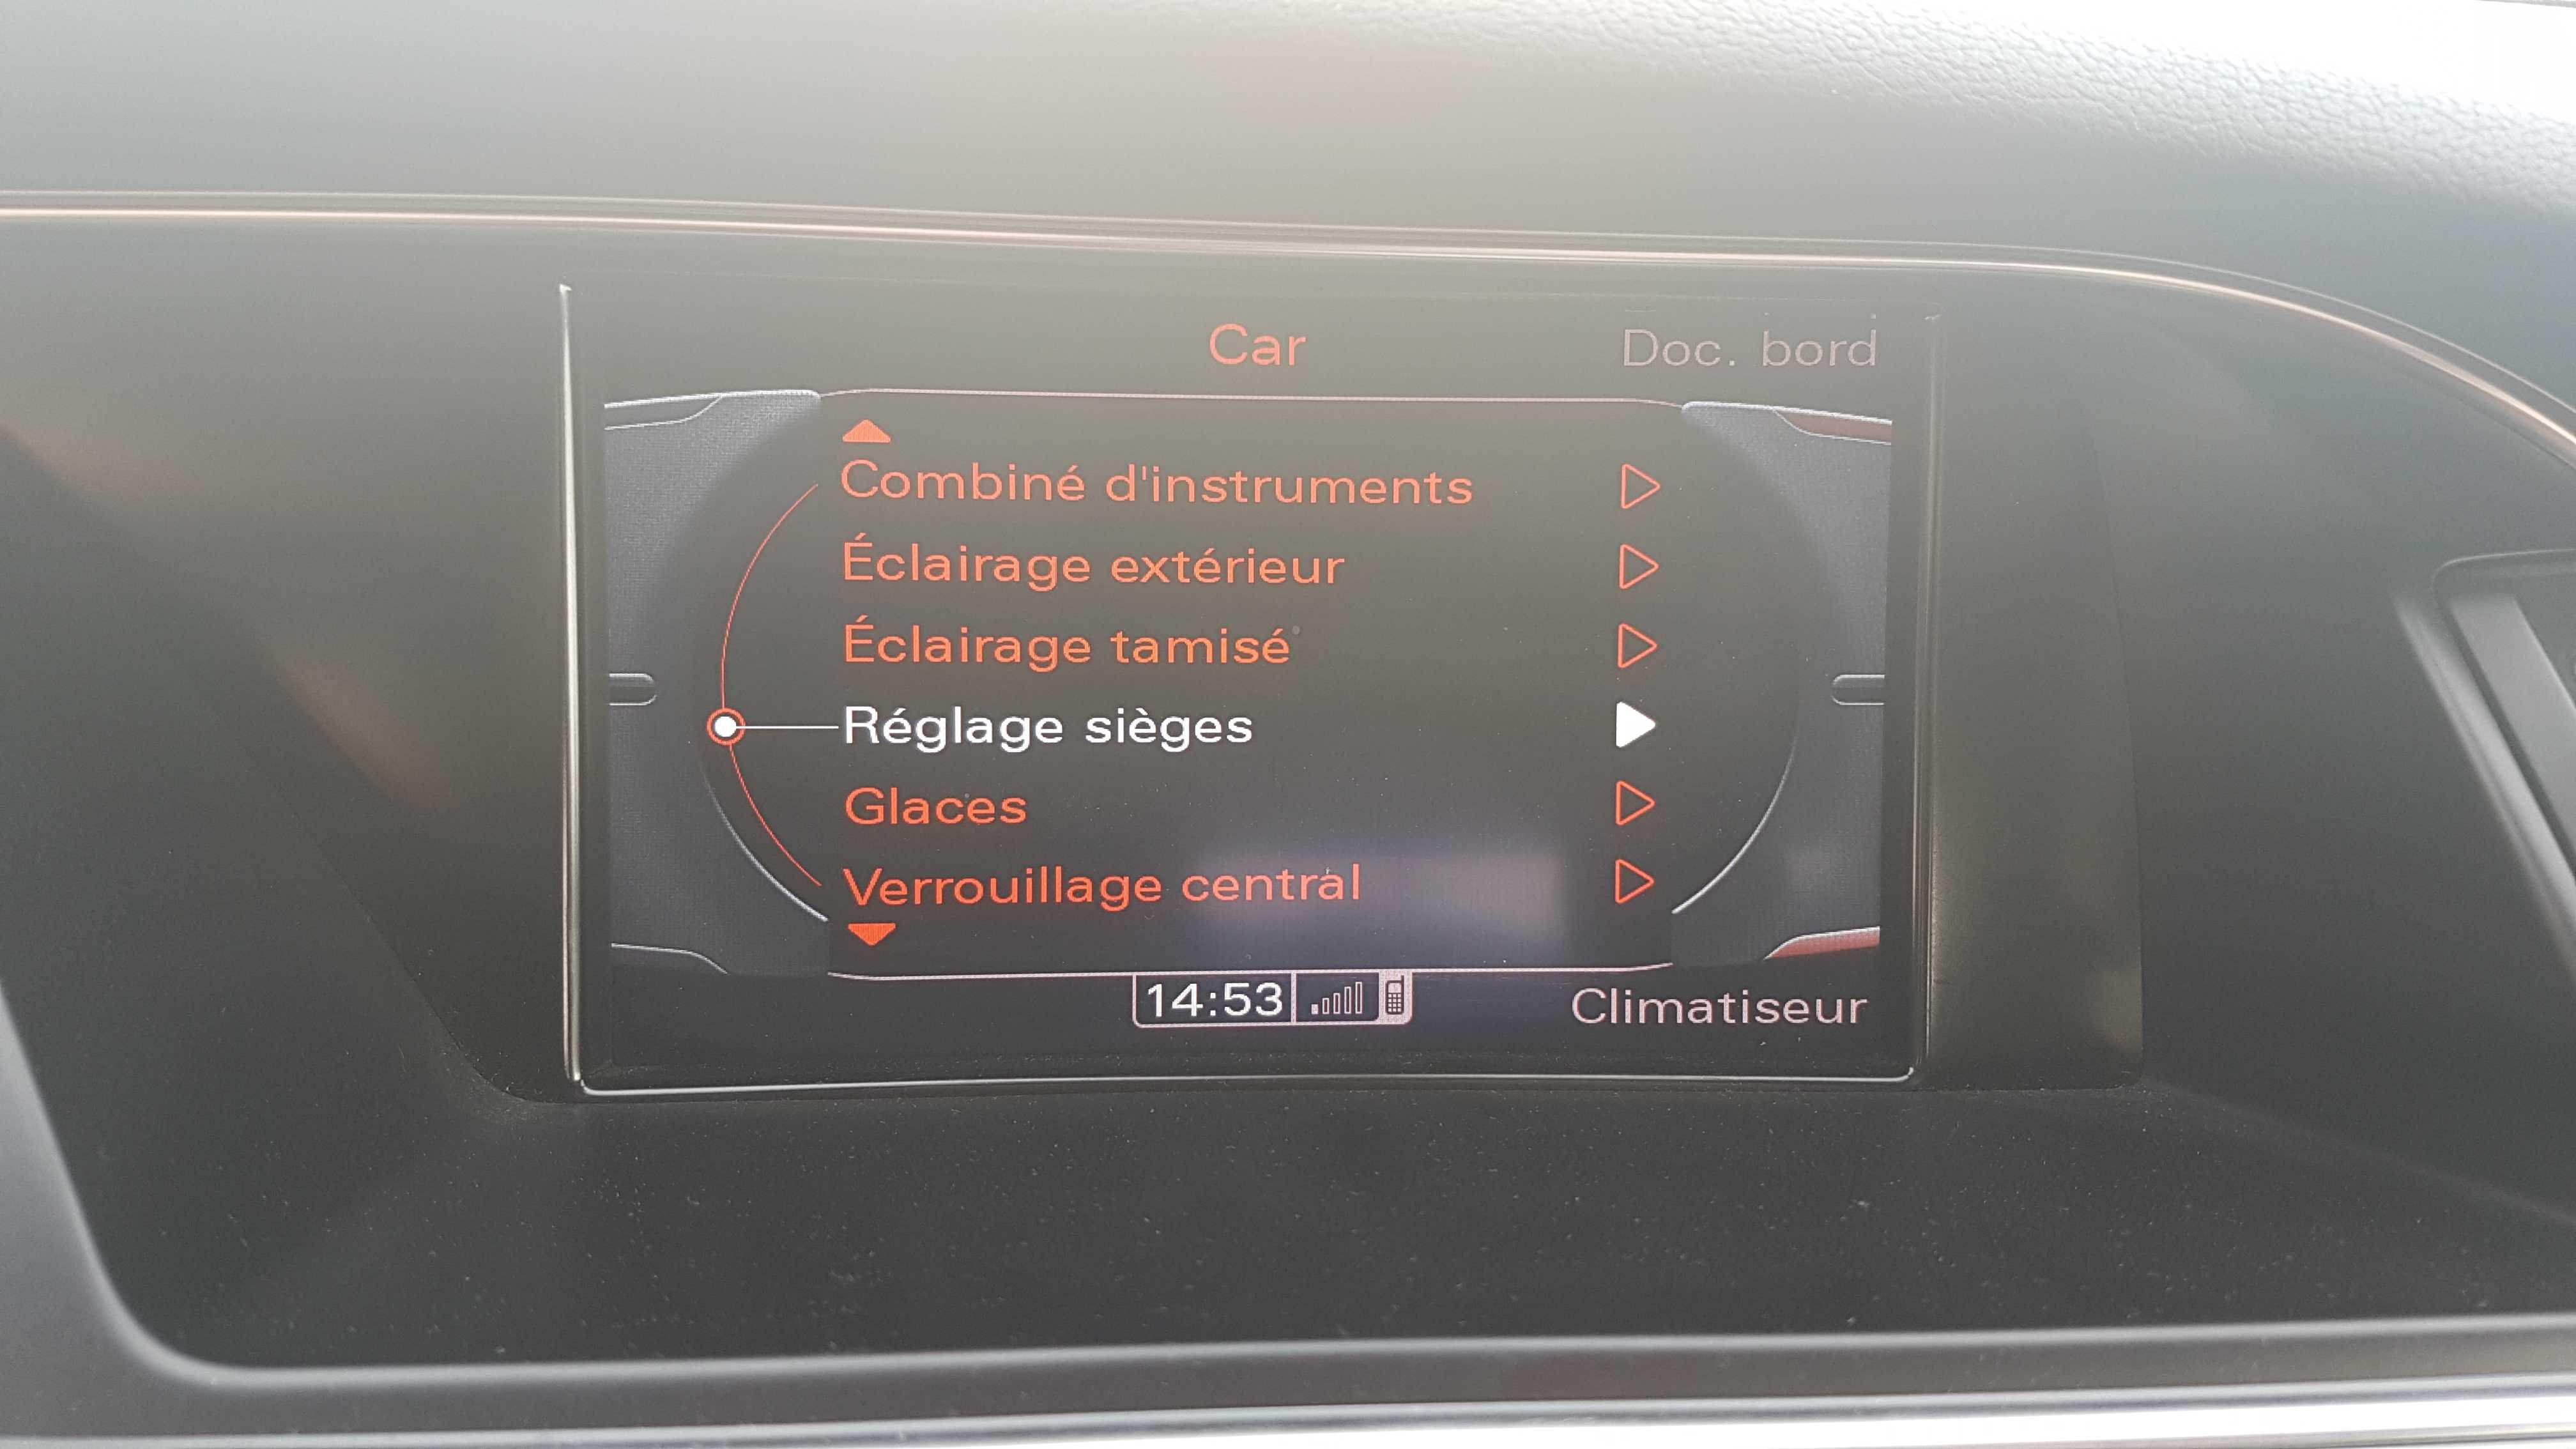 Car
Doc. bord
Combiné d'instruments
Éclairage extérieur
Éclairage tamisé
Réglage sièges
Glaces
Verrouillage central
14:53
Climatiseur